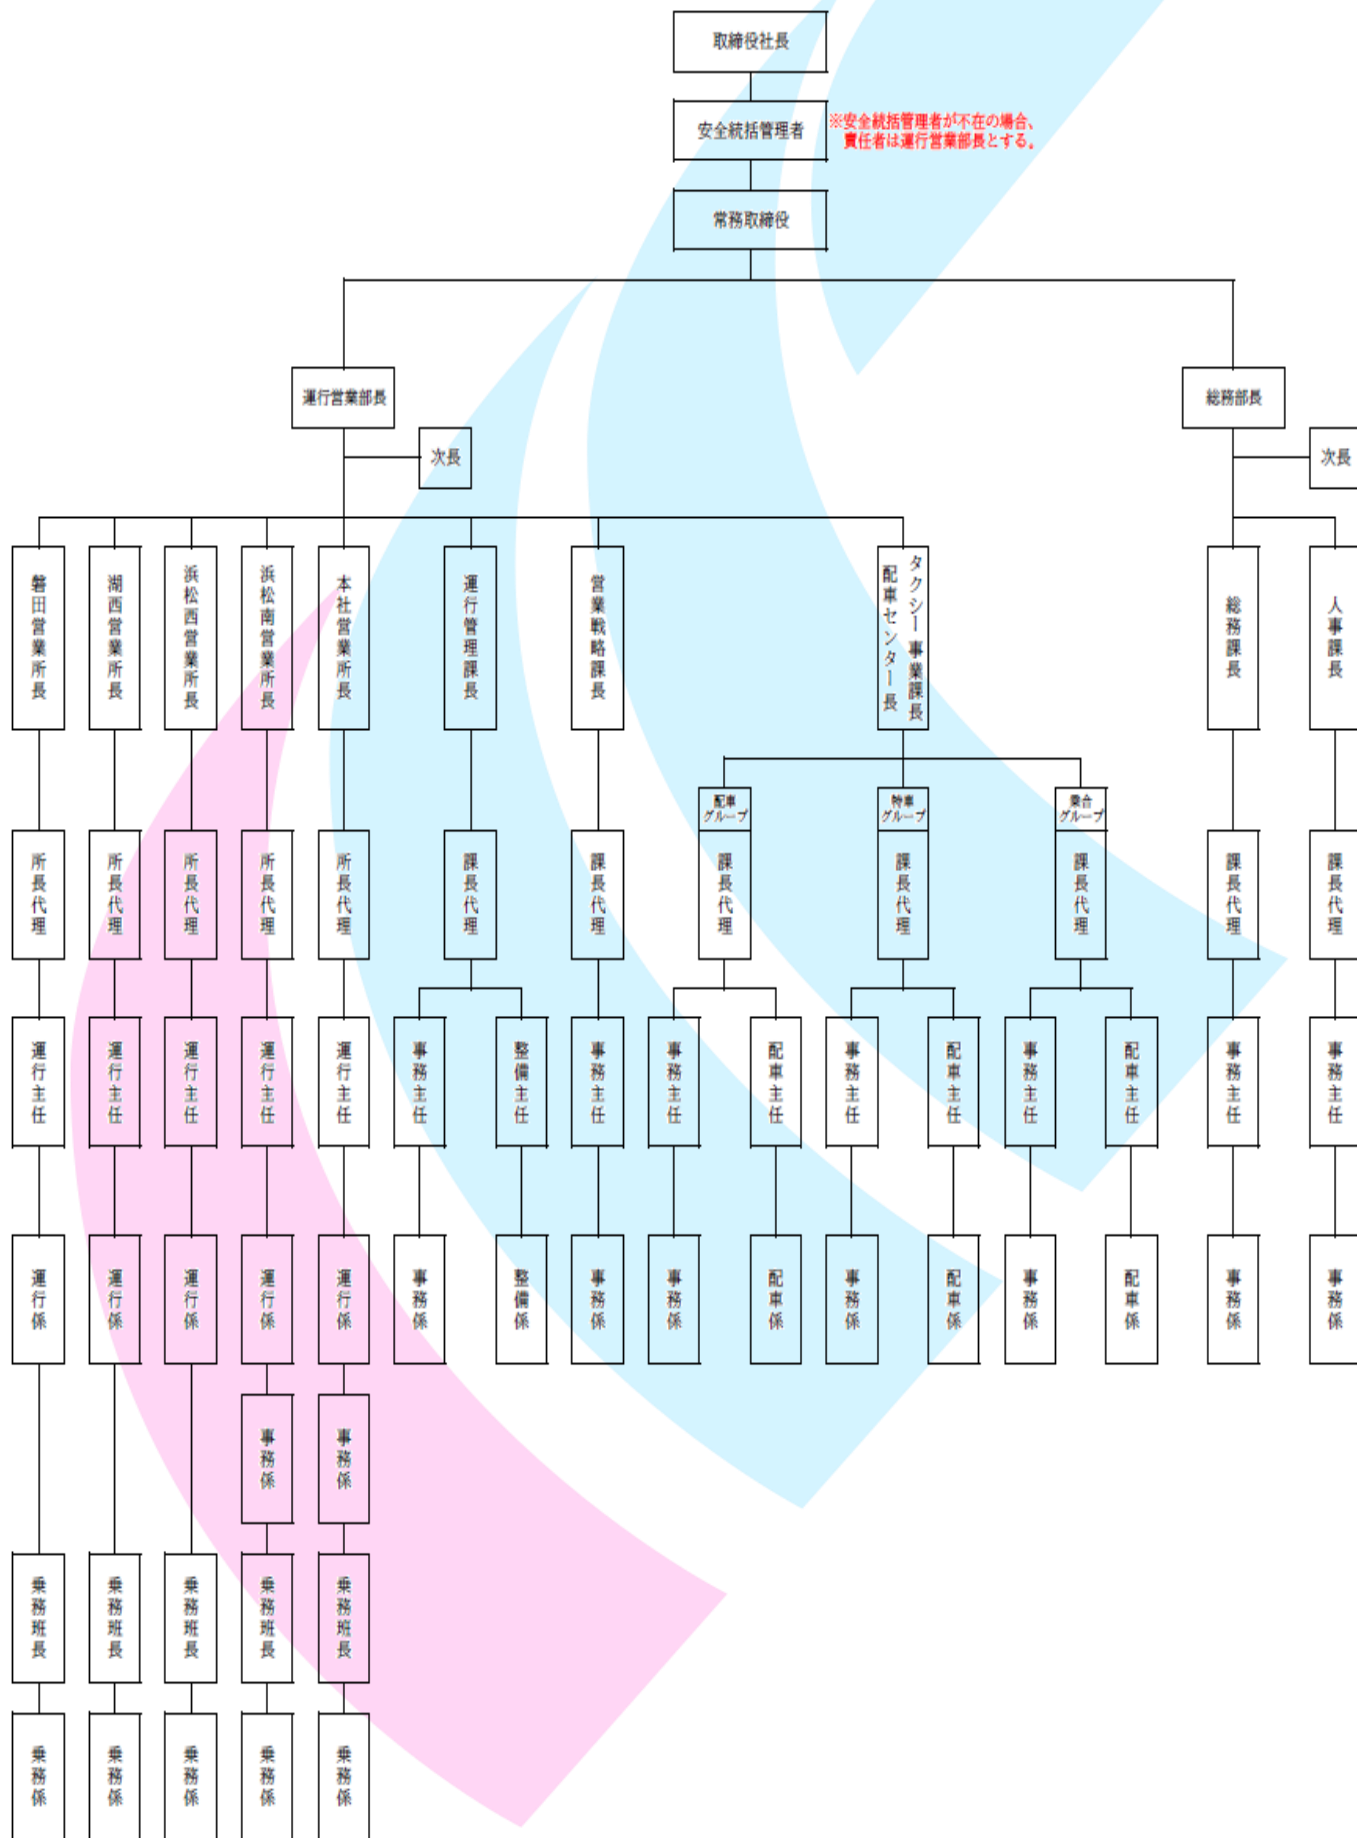 取締役社長
安全統括管理者
※安全統括管理者が不在の場合、
責任者は運行営業部長とする。
常務取締役
運行営業部長
総務部長
次長
次長
磐田営業所長
湖西営業所長
浜松西営業所長
浜松南営業所長
本社営業所長
運行管理課長
営業戦略課長
タクシー事業課長
配車センター長
総務課長
人事課長
配車
グループ
特車
グループ
乗合
グループ
所長代理
所長代理
所長代理
所長代理
所長代理
課長代理
課長代理
課長代理
課長代理
課長代理
課長代理
課長代理
運行主任
運行主任
運行主任
運行主任
運行主任
事務主任
整備主任
事務主任
事務主任
配車主任
事務主任
配車主任
事務主任
配車主任
事務主任
事務主任
運行係
運行係
運行係
運行係
運行係
事務係
整備係
事務係
事務係
配車係
事務係
配車係
事務係
配車係
事務係
事務係
事務係
事務係
乗務班長
乗務班長
乗務班長
乗務班長
乗務班長
乗務係
乗務係
乗務係
乗務係
乗務係